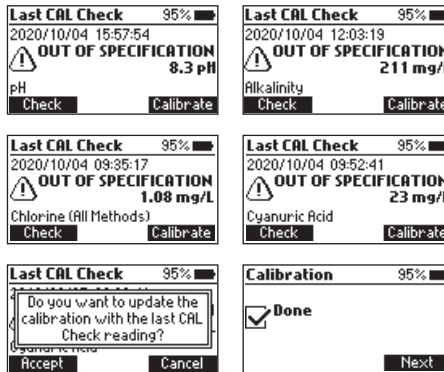 Last CAL Check 95%
2020/10/04 15:57:54
OUT OF SPECIFICATION
8.3 pH
pH
Check Calibrate
Last CAL Check 95%
2020/10/04 12:03:19
OUT OF SPECIFICATION
211 mg/
Alkalinity
Check Calibrate
Last CAL Check 95%
2020/10/04 09:35:17
OUT OF SPECIFICATION
1.08 mg/L
Chlorine (All Methods)
Check Calibrate
Last CAL Check 95%
2020/10/04 09:52:41
OUT OF SPECIFICATION
23 mg/
Cyanuric Acid
Check Calibrate
Last CAL Check 95%
Do you want to update the
calibration with the last CAL
Check reading?
Accept Cancel
Calibration 95%
Done
Next